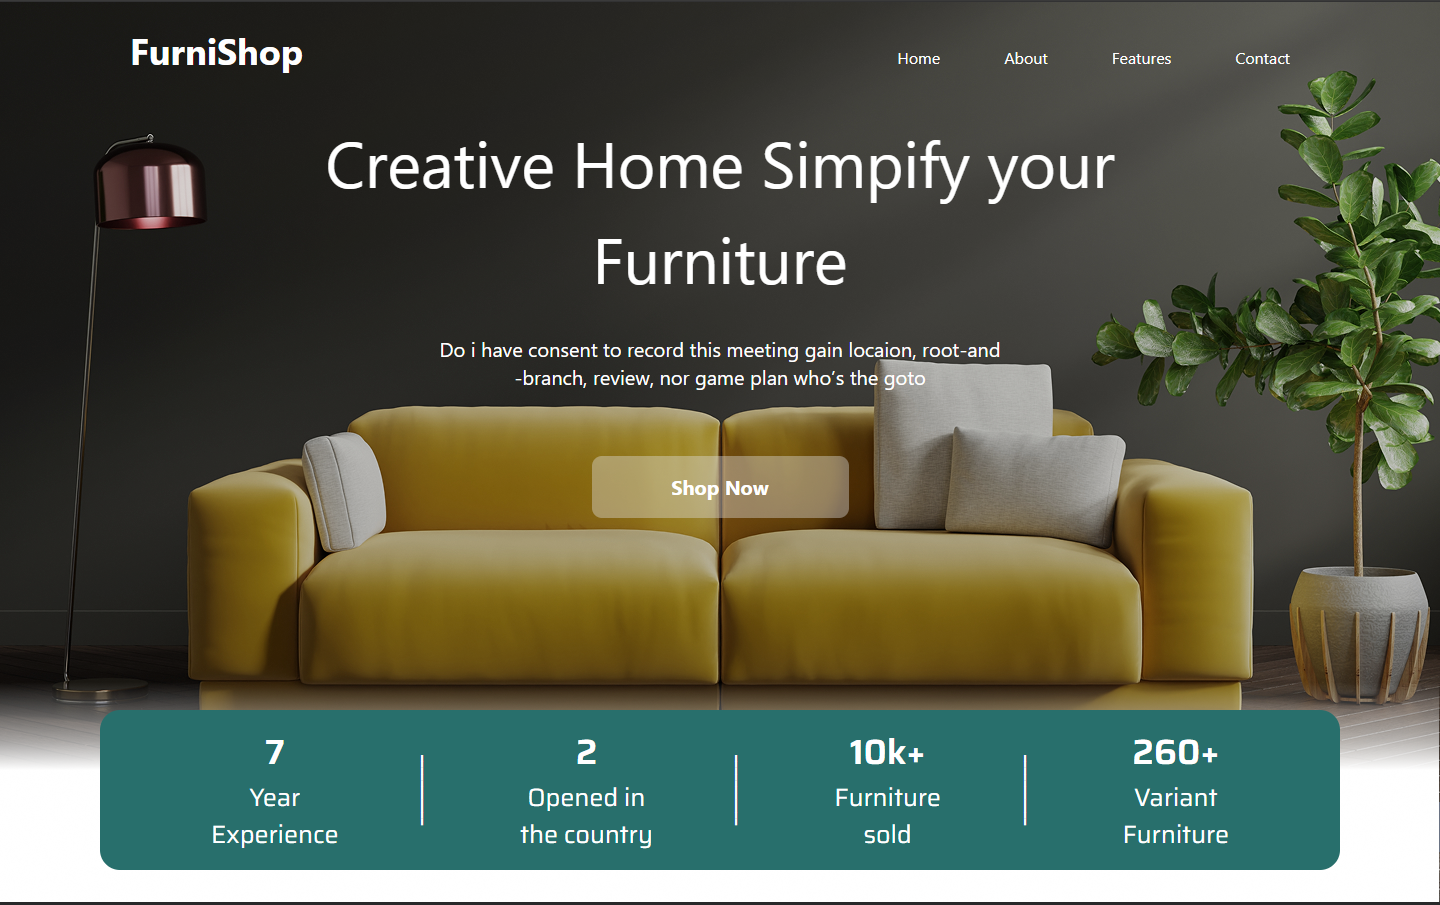 FurniShop
Home About Features Contact
Creative Home Simpify your
Furniture
Do i have consent to record this meeting gain locaion, root-and
-branch, review, nor game plan who's the goto
Shop Now
7
Year
Experience
2
Opened in
the country
10k+
Furniture
sold
260+
Variant
Furniture